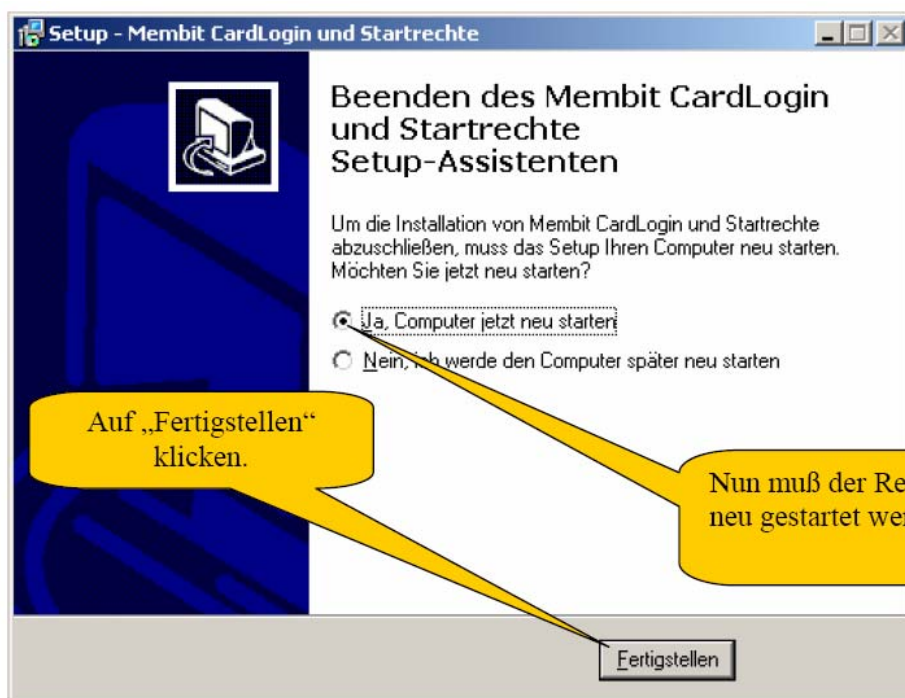 Setup - Membit CardLogin und Startrechte
Beenden des Membit CardLogin
und Startrechte
Setup-Assistenten
Um die Installation von Membit CardLogin und Startrechte
abzuschließen, muss das Setup Ihren Computer neu starten.
Möchten Sie jetzt neu starten?
Ja, Computer jetzt neu starten
Nein, ich werde den Computer später neu starten
Auf „Fertigstellen“
klicken.
Nun muß der
neu gestartet
Fertigstellen